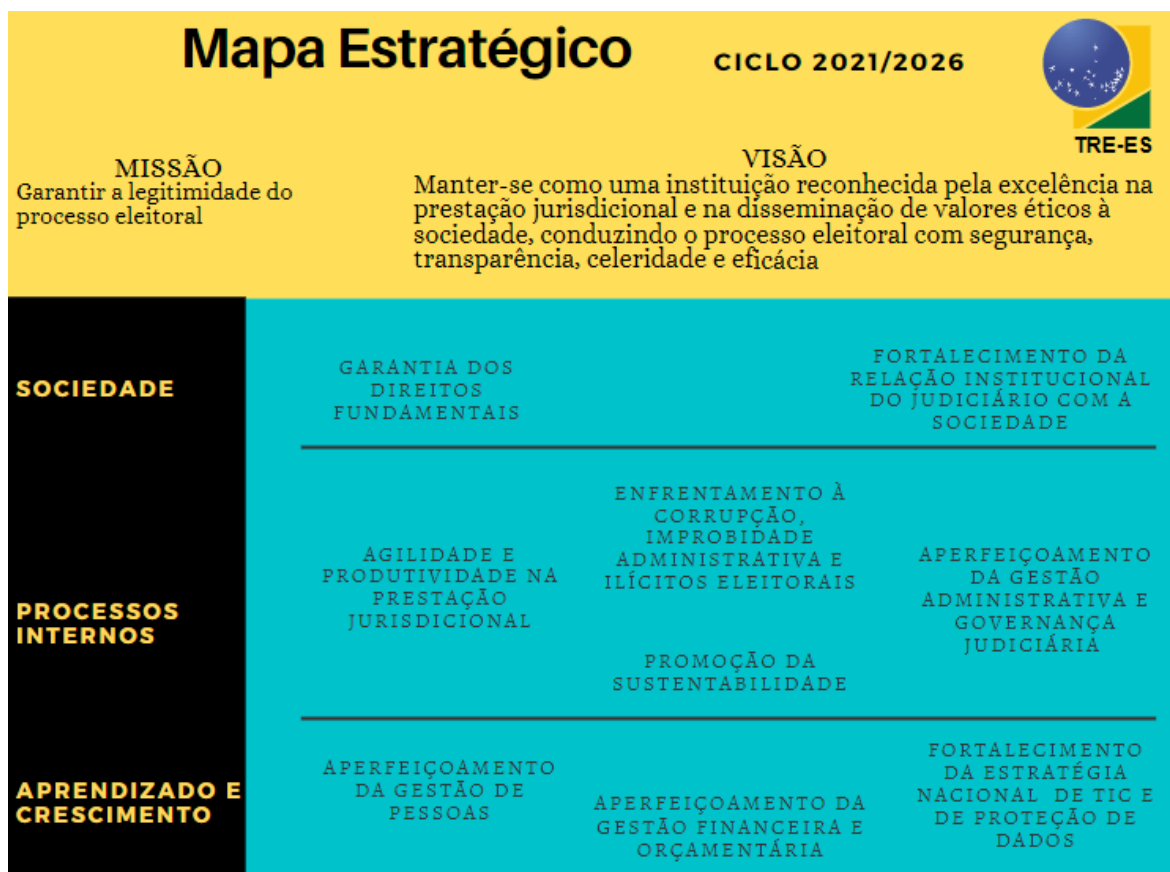 Mapa Estratégico
CICLO 2021/2026
TRE-ES
MISSÃO
Garantir a legitimidade do
processo eleitoral
VISÃO
Manter-se como uma instituição reconhecida pela excelência na
prestação jurisdicional e na disseminação de valores éticos à
sociedade, conduzindo o processo eleitoral com segurança,
transparência, celeridade e eficácia
SOCIEDADE
GARANTIA DOS
DIREITOS
FUNDAMENTAIS
FORTALECIMENTO DA
RELAÇÃO INSTITUCIONAL
DO JUDICIÁRIO COM A
SOCIEDADE
PROCESSOS
INTERNOS
AGILIDADE E
PRODUTIVIDADE NA
PRESTAÇÃO
JURISDICIONAL
ENFRENTAMENTO À
CORRUPÇÃO,
IMPROBIDADE
ADMINISTRATIVA E
ILÍCITOS ELEITORAIS
PROMOÇÃO DA
SUSTENTABILIDADE
APERFEIÇOAMENTO
DA GESTÃO
ADMINISTRATIVA E
GOVERNANÇA
JUDICIÁRIA
APRENDIZADO E
CRESCIMENTO
APERFEIÇOAMENTO
DA GESTÃO DE
PESSOAS
APERFEIÇOAMENTO DA
GESTÃO FINANCEIRA E
ORÇAMENTÁRIA
FORTALECIMENTO
DA ESTRATÉGIA
NACIONAL DE TIC E
DE PROTEÇÃO DE
DADOS